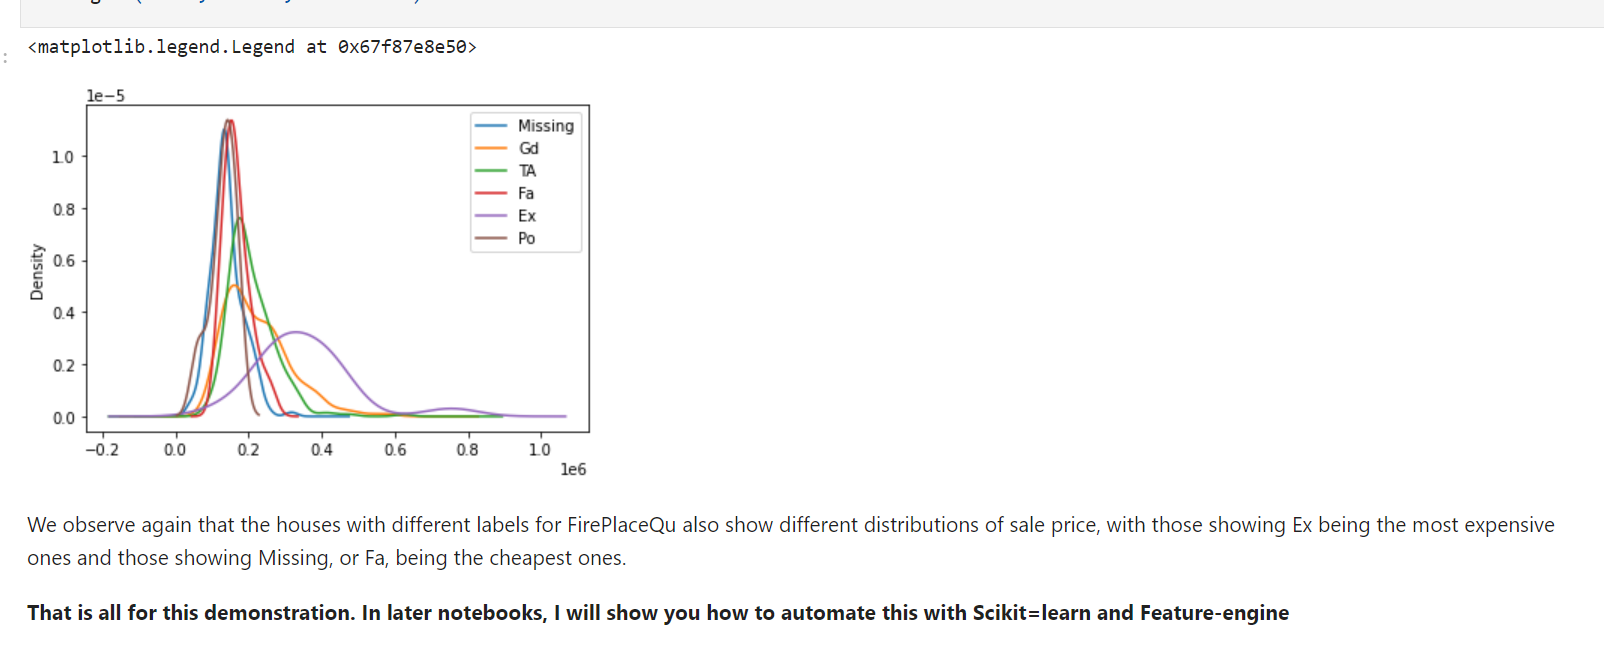 <matplotlib.legend.Legend at 0x67f87e8e50>
:
1e−5
Missing
Gd
TA
Fa
Ex
Po
1.0
0.8
0.6
0.4
0.2
0.0
Density
−0.2 0.0 0.2 0.4 0.6 0.8 1.0
1e6
We observe again that the houses with different labels for FirePlaceQu also show different distributions of sale price, with those showing Ex being the most expensive
ones and those showing Missing, or Fa, being the cheapest ones.
That is all for this demonstration. In later notebooks, I will show you how to automate this with Scikit=learn and Feature-engine